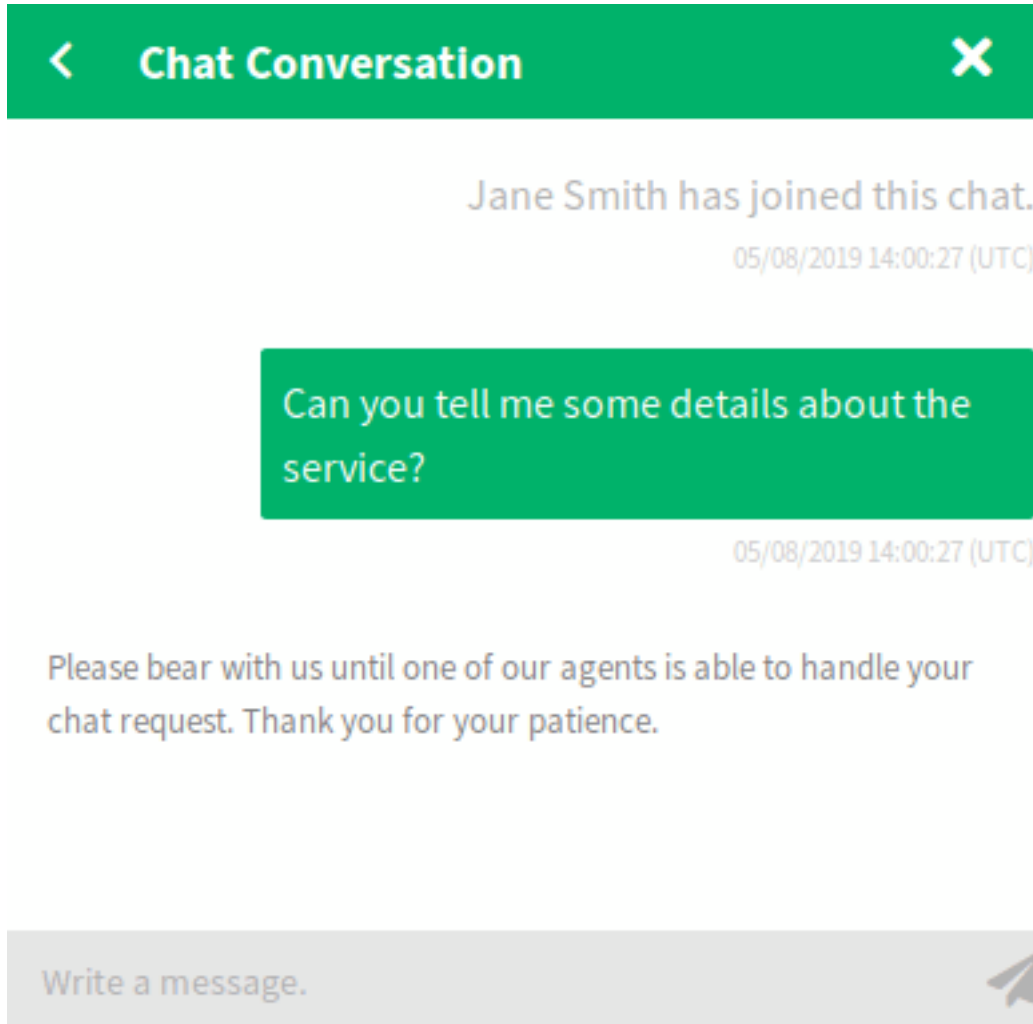 Chat Conversation
Jane Smith has joined this chat.
05/08/2019 14:00:27 (UTC)
Can you tell me some details about the
service?
05/08/2019 14:00:27 (UTC)
Please bear with us until one of our agents is able to handle your
chat request. Thank you for your patience.
Write a message.